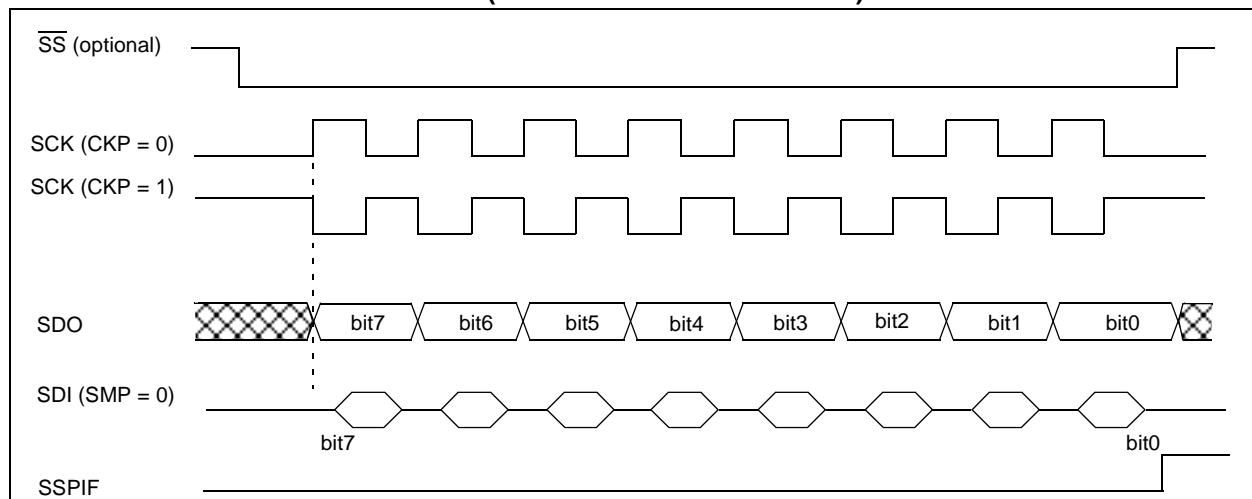 S̅S̅ (optional)
SCK (CKP = 0)
SCK (CKP = 1)
SDO
bit7 bit6 bit5 bit4 bit3 bit2 bit1 bit0
SDI (SMP = 0)
bit7 bit0
SSPIF